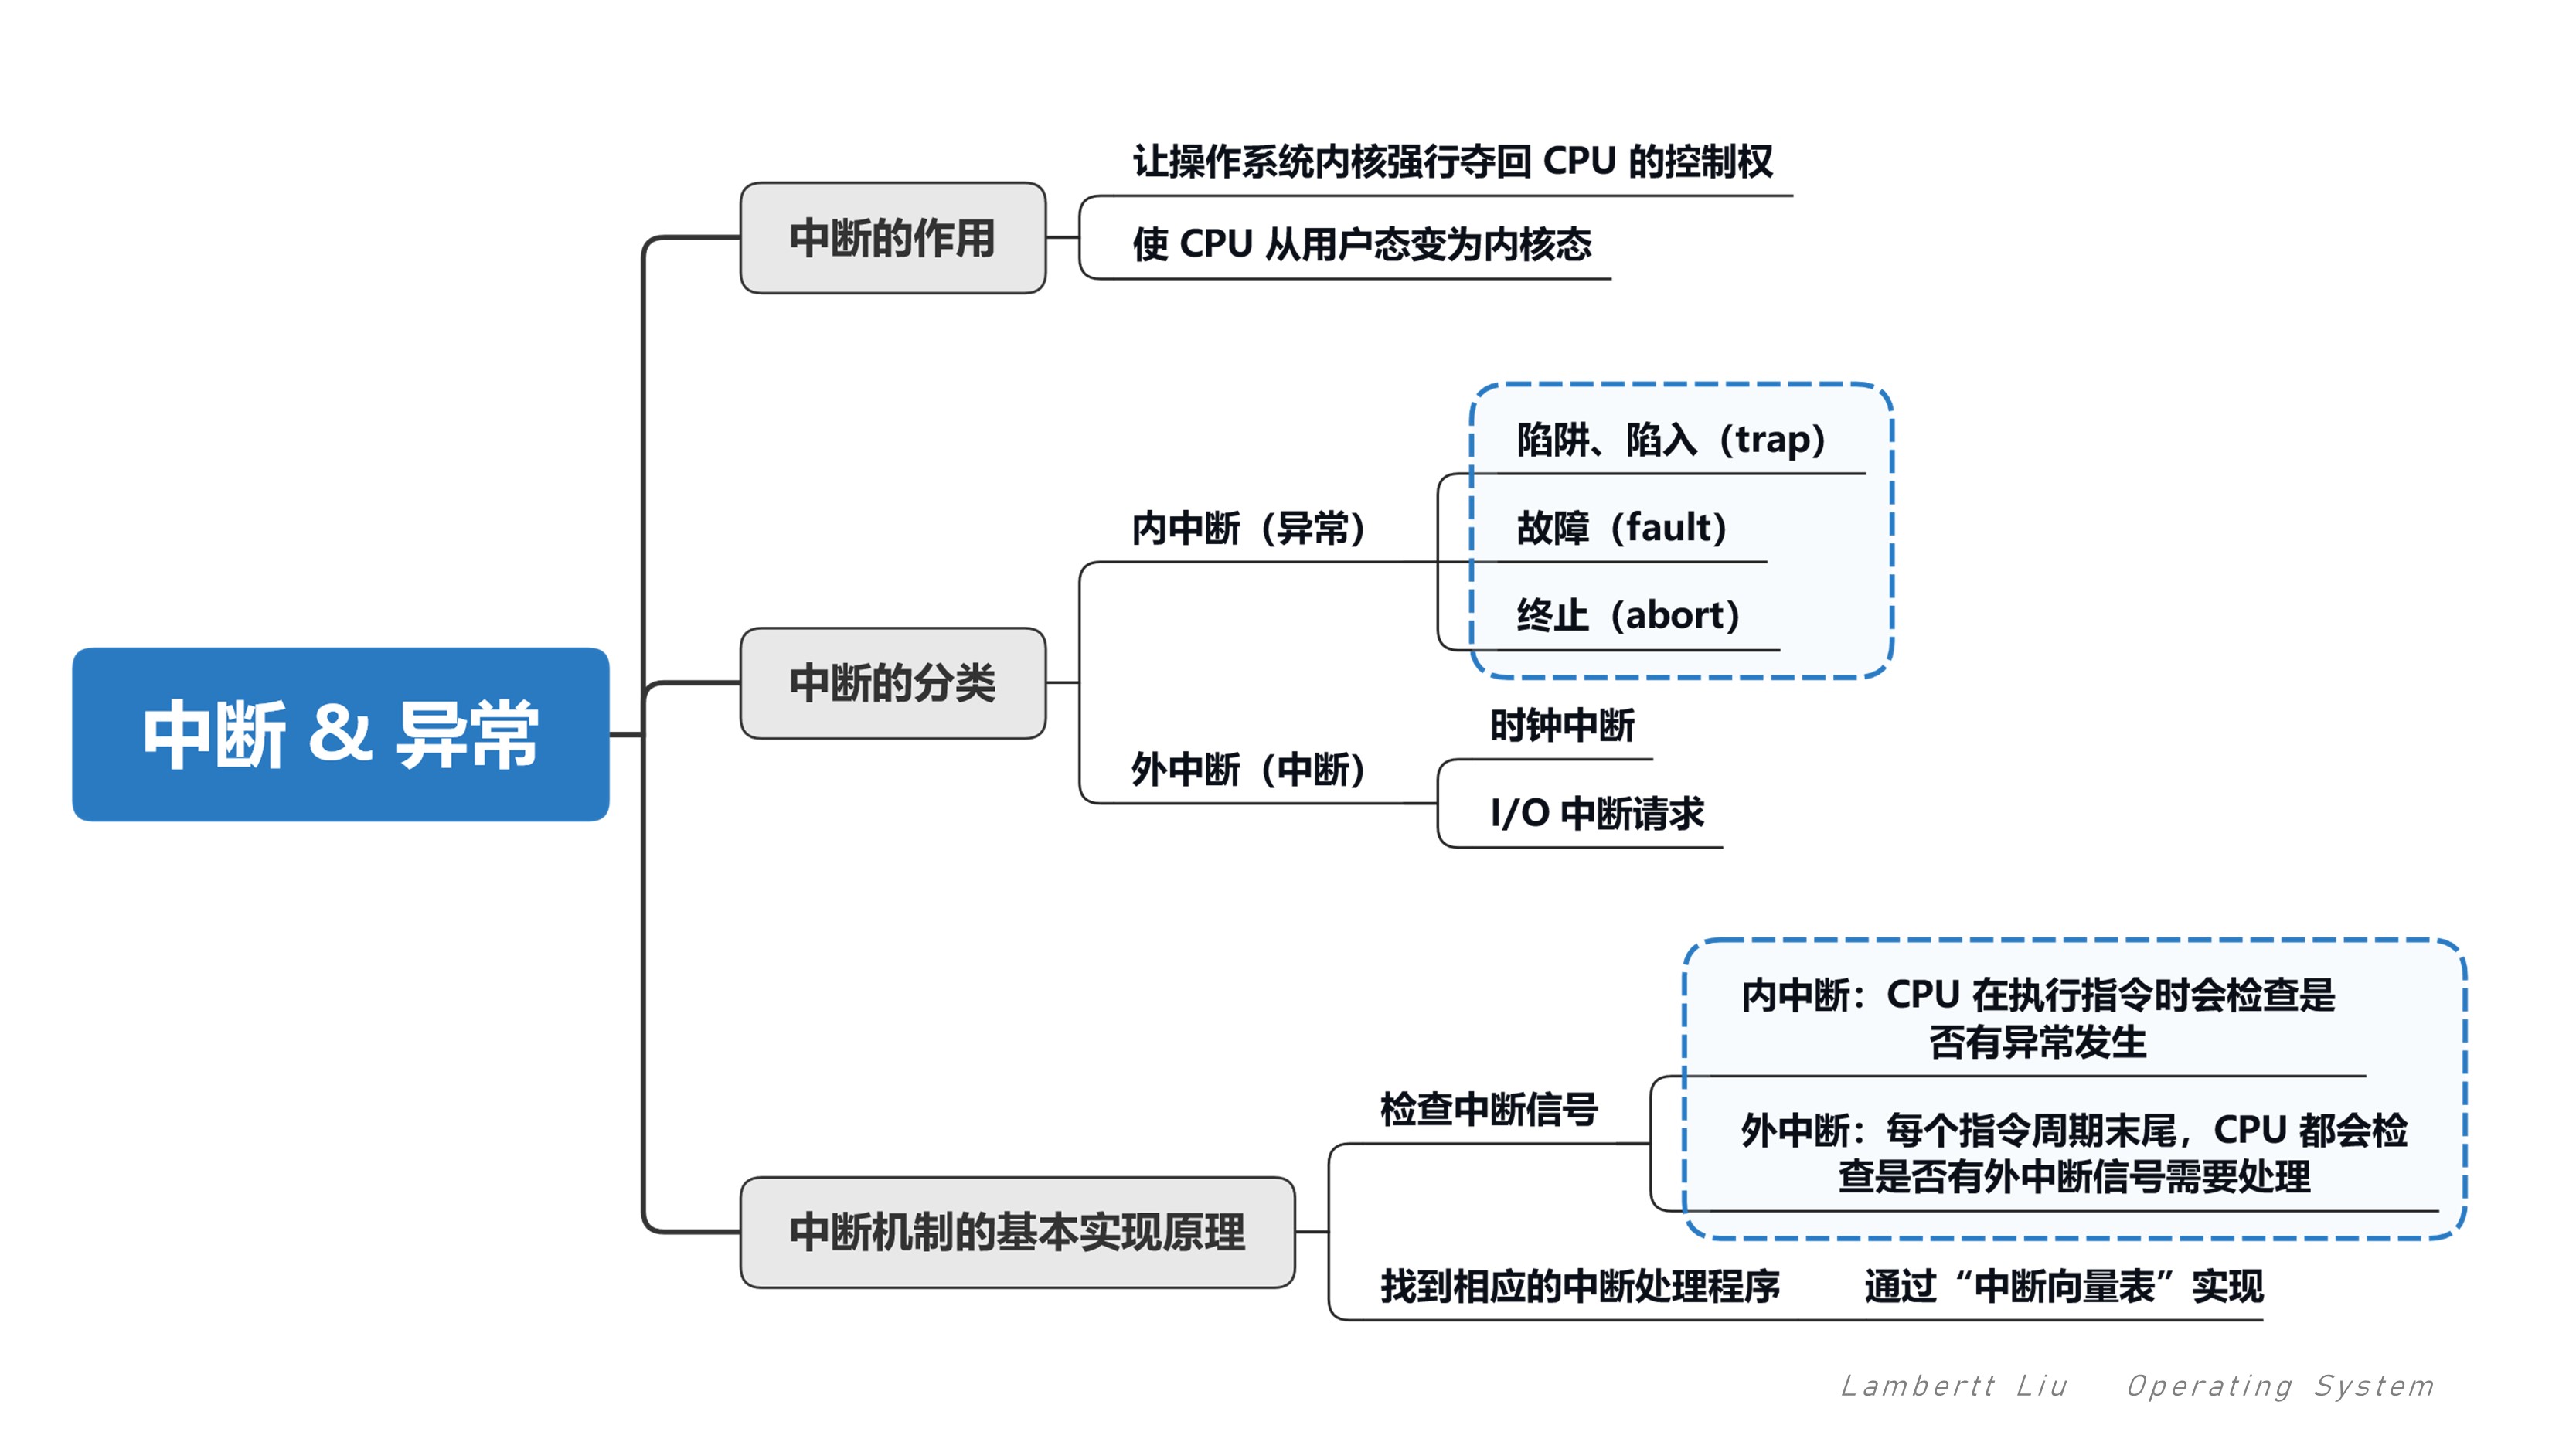 让操作系统内核强行夺回 CPU 的控制权
中断的作用
使 CPU 从用户态变为内核态
陷阱、陷入（trap）
内中断（异常）
故障（fault）
终止（abort）
中断 & 异常
中断的分类
时钟中断
外中断（中断）
I/O 中断请求
内中断：CPU 在执行指令时会检查是
否有异常发生
检查中断信号
外中断：每个指令周期末尾，CPU 都会检
查是否有外中断信号需要处理
中断机制的基本实现原理
找到相应的中断处理程序 通过“中断向量表”实现
Lambertt Liu Operating System